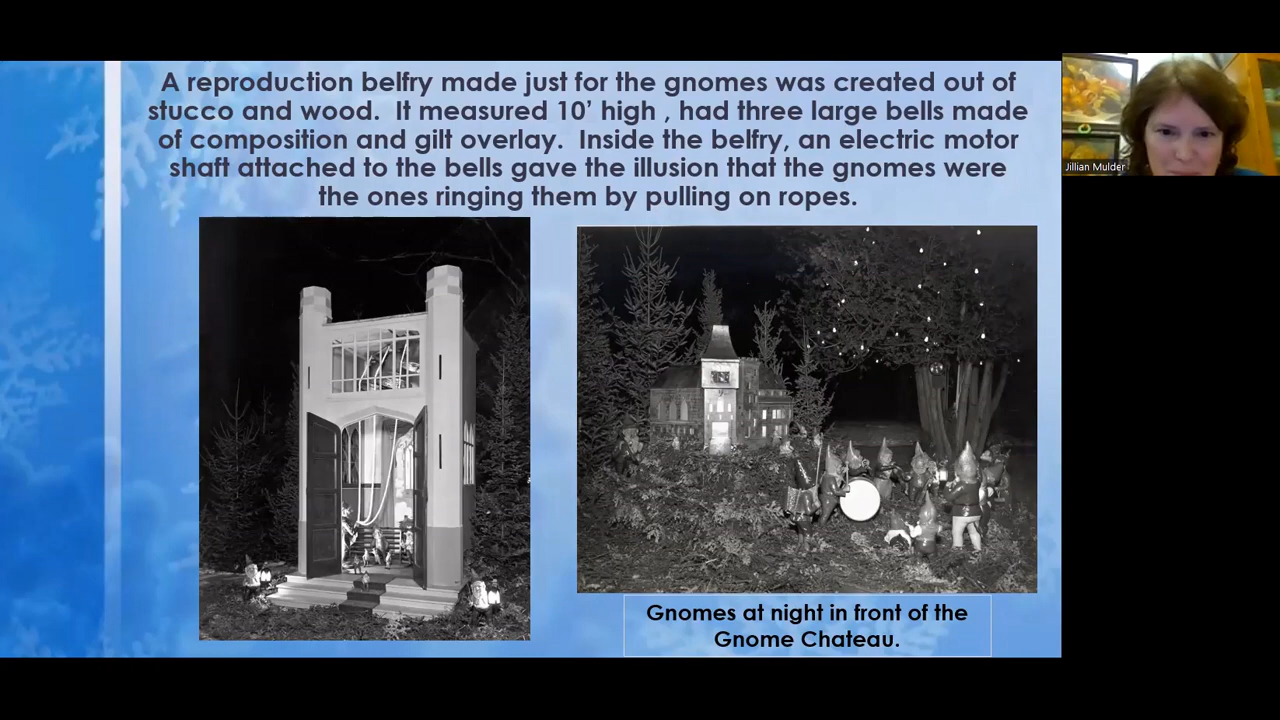 A reproduction belfry made just for the gnomes was created out of
stucco and wood.  It measured 10’ high , had three large bells made
of composition and gilt overlay.  Inside the belfry, an electric motor
shaft attached to the bells gave the illusion that the gnomes were
the ones ringing them by pulling on ropes.
Jillian Mulder
Gnomes at night in front of the
Gnome Chateau.